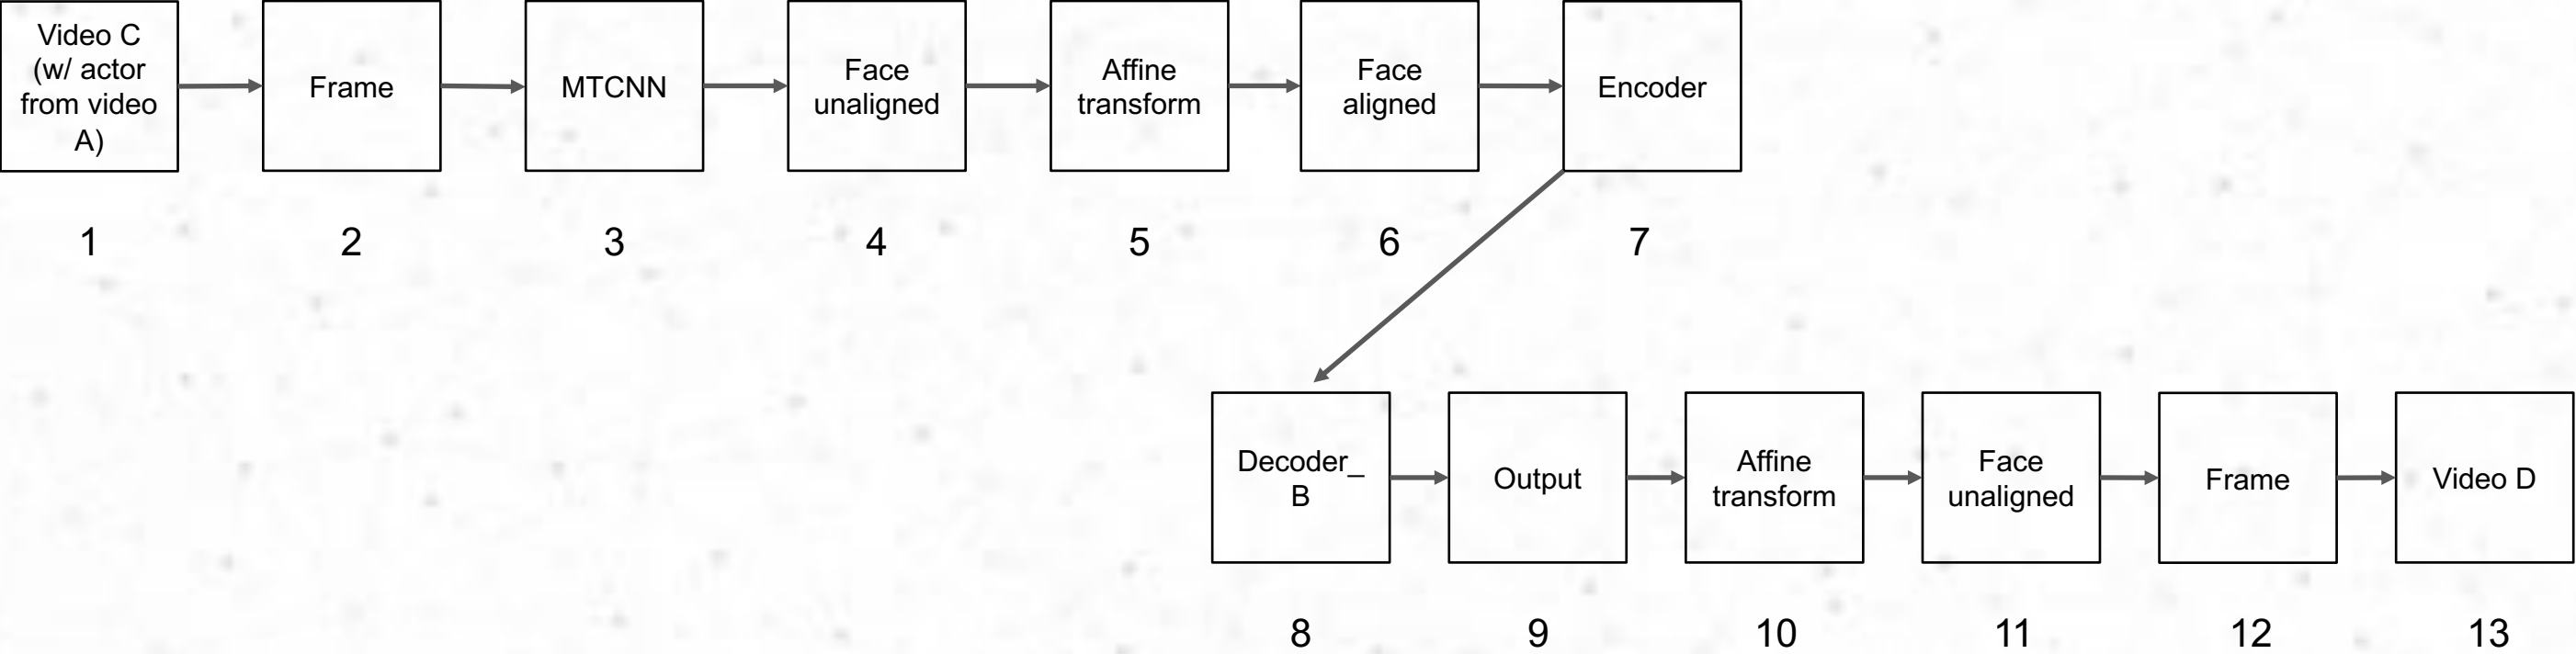 Video C
(w/ actor
from video
A)
Frame
MTCNN
Face
unaligned
Affine
transform
Face
aligned
Encoder
1
2
3
4
5
6
7
Decoder_
B
Output
Affine
transform
Face
unaligned
Frame
Video D
8
9
10
11
12
13